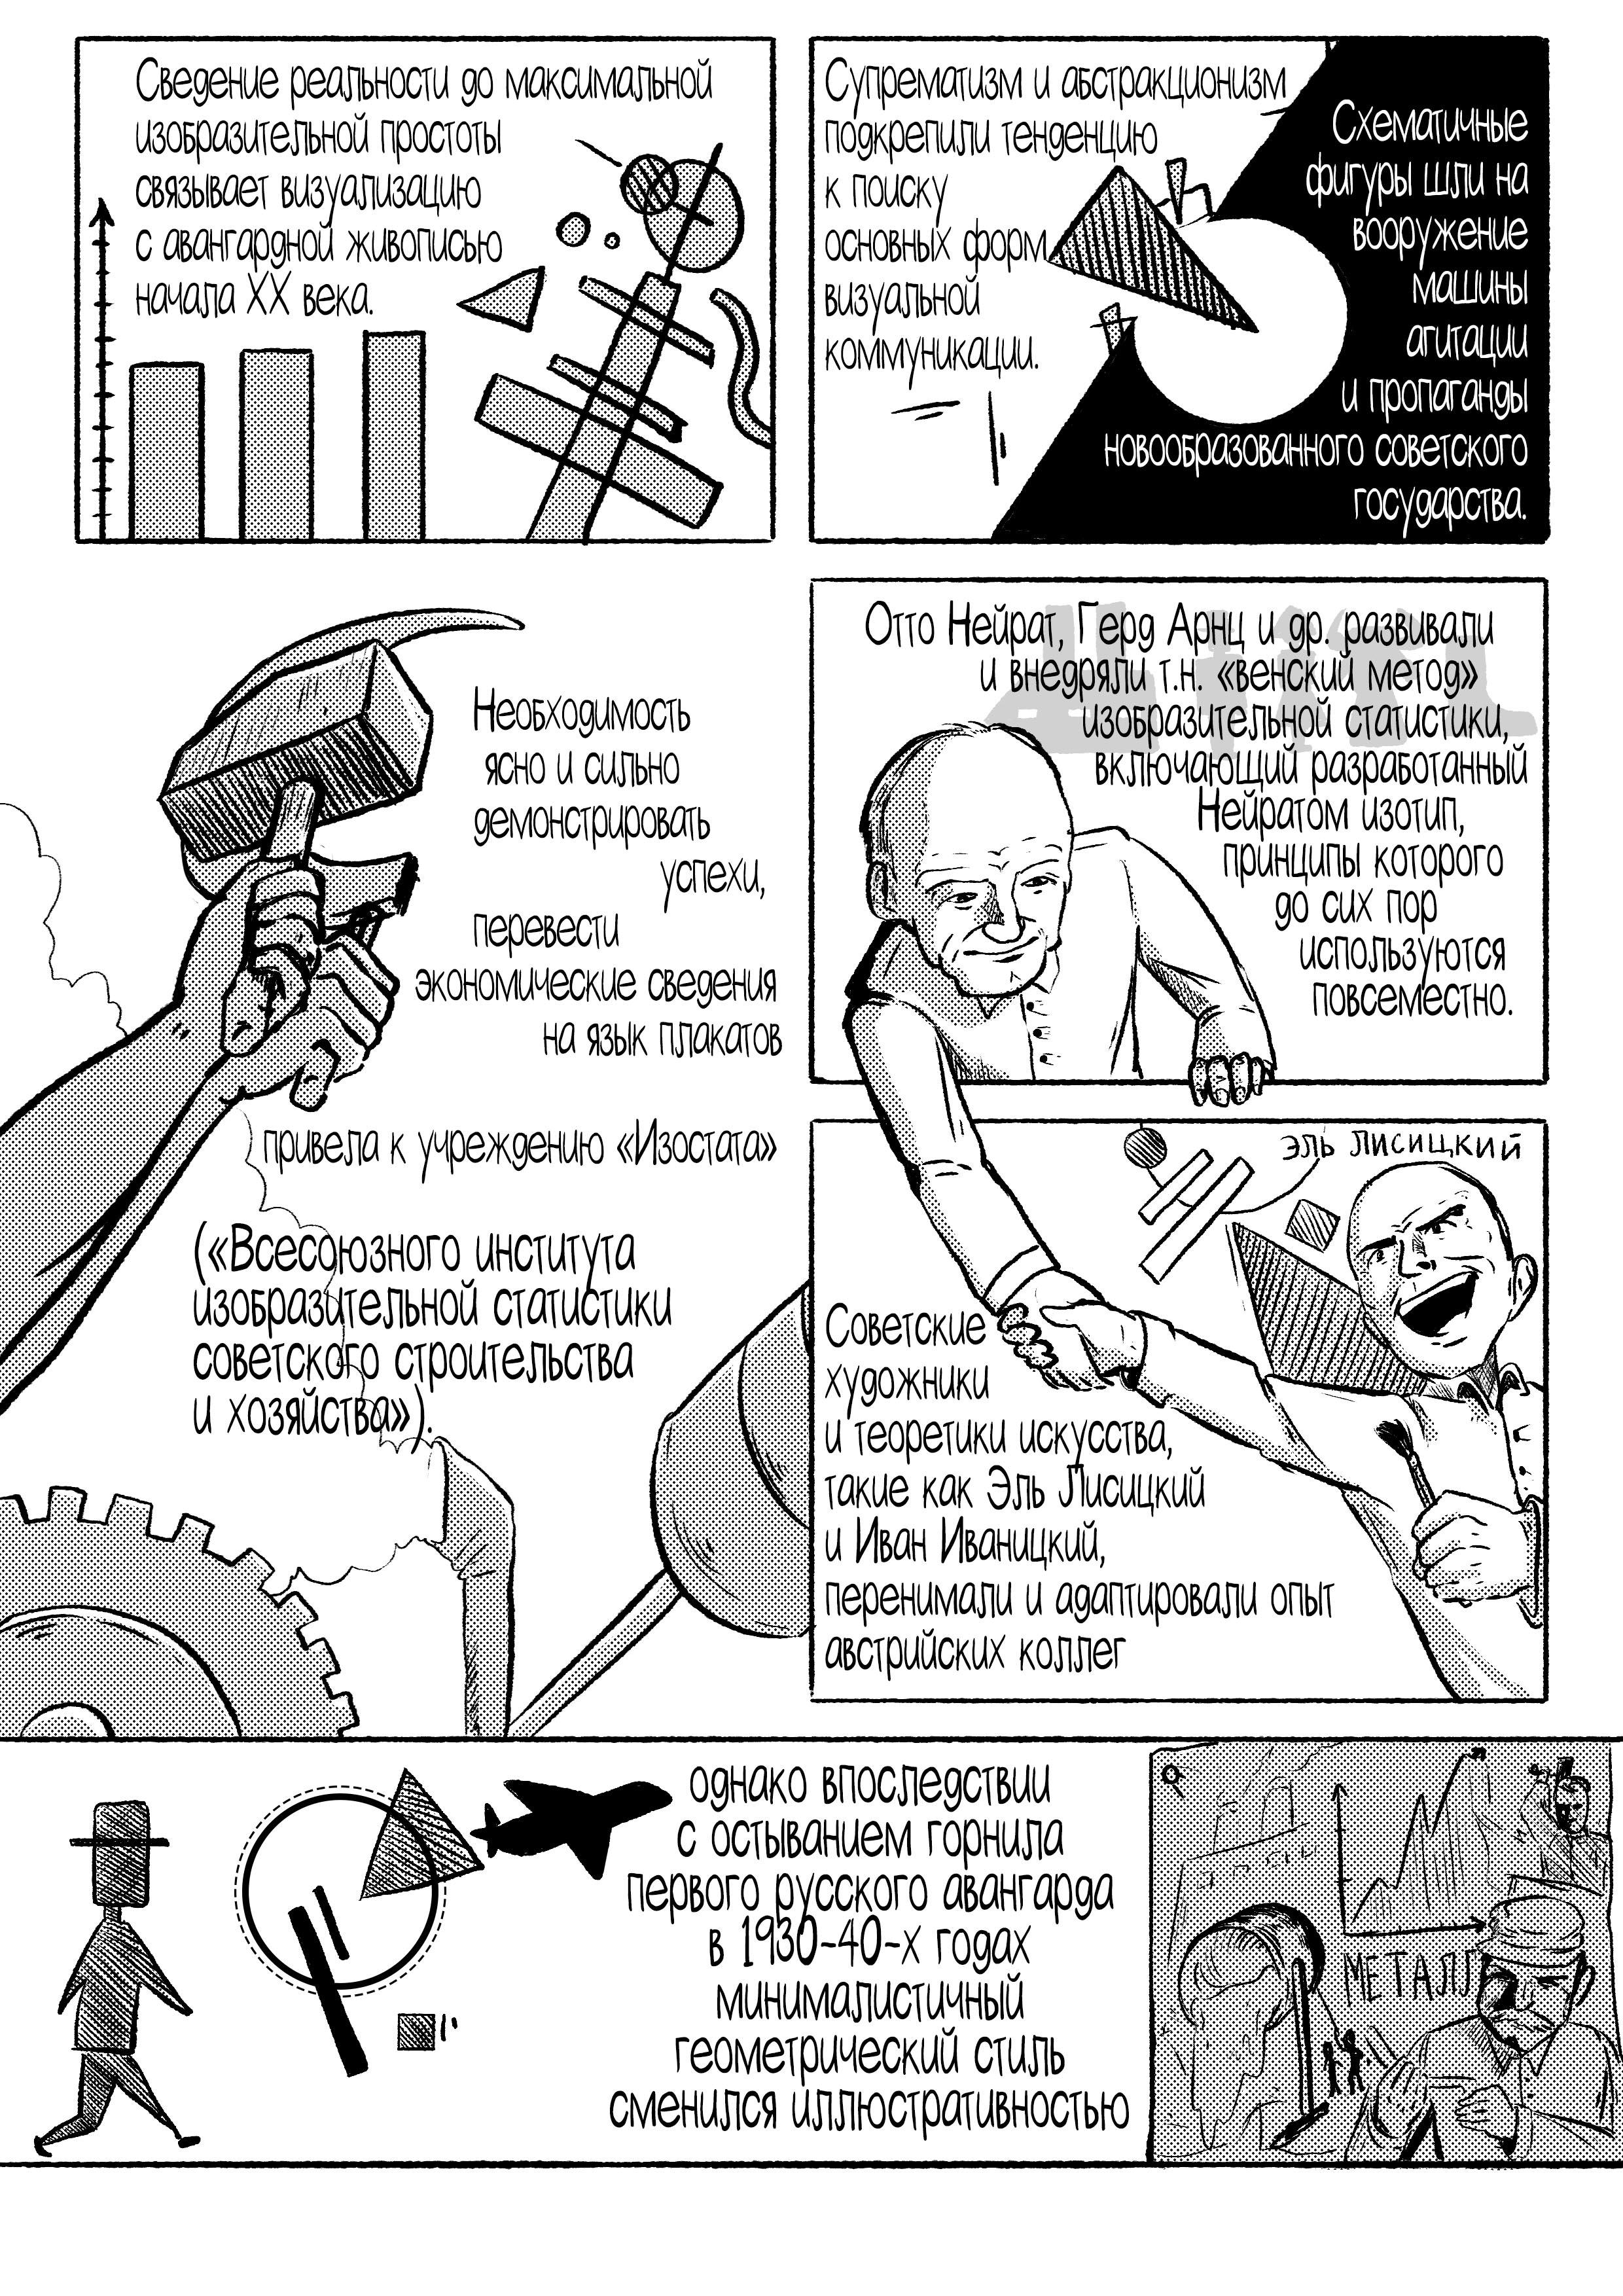 Сведение реальности до максимальной
изобразительной простоты
связывает визуализацию
с авангардной живописью
начала XX века.
Супрематизм и абстракционизм
подкрепили тенденцию
к поиску
основных форм
визуальной
коммуникации.
Схематичные
фигуры шли на
вооружение
машины
агитации
и пропаганды
новообразованного советского
государства.
Необходимость
ясно и сильно
демонстрировать
успехи,
перевести
экономические сведения
на язык плакатов
привела к учреждению «Изостата»
(«Всесоюзного института
изобразительной статистики
советского строительства
и хозяйства»).
Отто Нейрат, Герд Арнц и др. развивали
и внедряли т.н. «венский метод»
изобразительной статистики,
включающий разработанный
Нейратом изотип,
принципы которого
до сих пор
используются
повсеместно.
ЭЛЬ ЛИСИЦКИЙ
Советские
художники
и теоретики искусства,
такие как Эль Лисицкий
и Иван Иваницкий,
перенимали и адаптировали опыт
австрийских коллег
однако впоследствии
с остыванием горнила
первого русского авангарда
в 1930-40-х годах
минималистичный
геометрический стиль
сменился иллюстративностью
МЕТАЛЛ